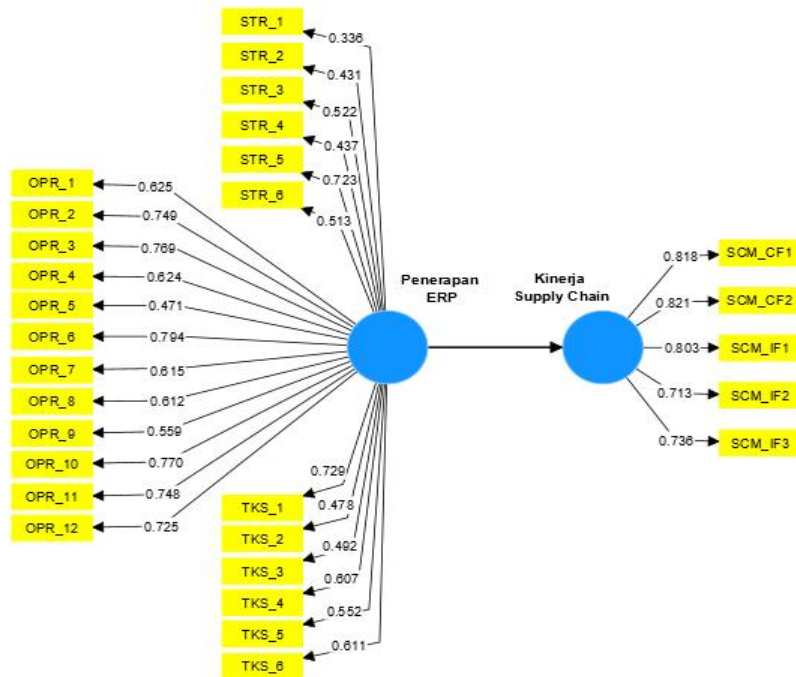 STR_1
0.336
STR_2
0.431
STR_3
0.522
STR_4
0.437
STR_5
0.723
STR_6
0.513
OPR_1
0.625
OPR_2
0.749
OPR_3
0.769
OPR_4
0.624
OPR_5
0.471
OPR_6
0.794
OPR_7
0.615
OPR_8
0.612
OPR_9
0.559
OPR_10
0.770
OPR_11
0.748
OPR_12
0.725
Penerapan
ERP
Kinerja
Supply Chain
0.818
SCM_CF1
0.821
SCM_CF2
0.803
SCM_IF1
0.713
SCM_IF2
0.736
SCM_IF3
0.729
TKS_1
0.478
TKS_2
0.492
TKS_3
0.607
TKS_4
0.552
TKS_5
0.611
TKS_6